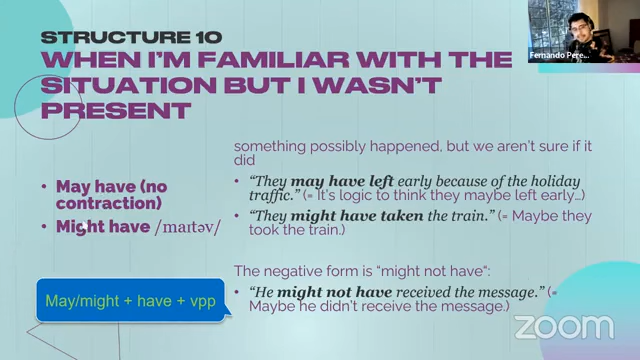 STRUCTURE 10
WHEN I'M FAMILIAR WITH THE
SITUATION BUT I WASN'T
PRESENT
Fernando Pere...
something possibly happened, but we aren't sure if it
did
• May have (no
contraction)
• Might have /maɪtəv/
• "They may have left early because of the holiday
traffic." (= It's logic to think they maybe left early...)
• "They might have taken the train." (= Maybe they
took the train.)
The negative form is "might not have":
• "He might not have received the message." (=
Maybe he didn't receive the message.)
May/might + have + vpp
zoom